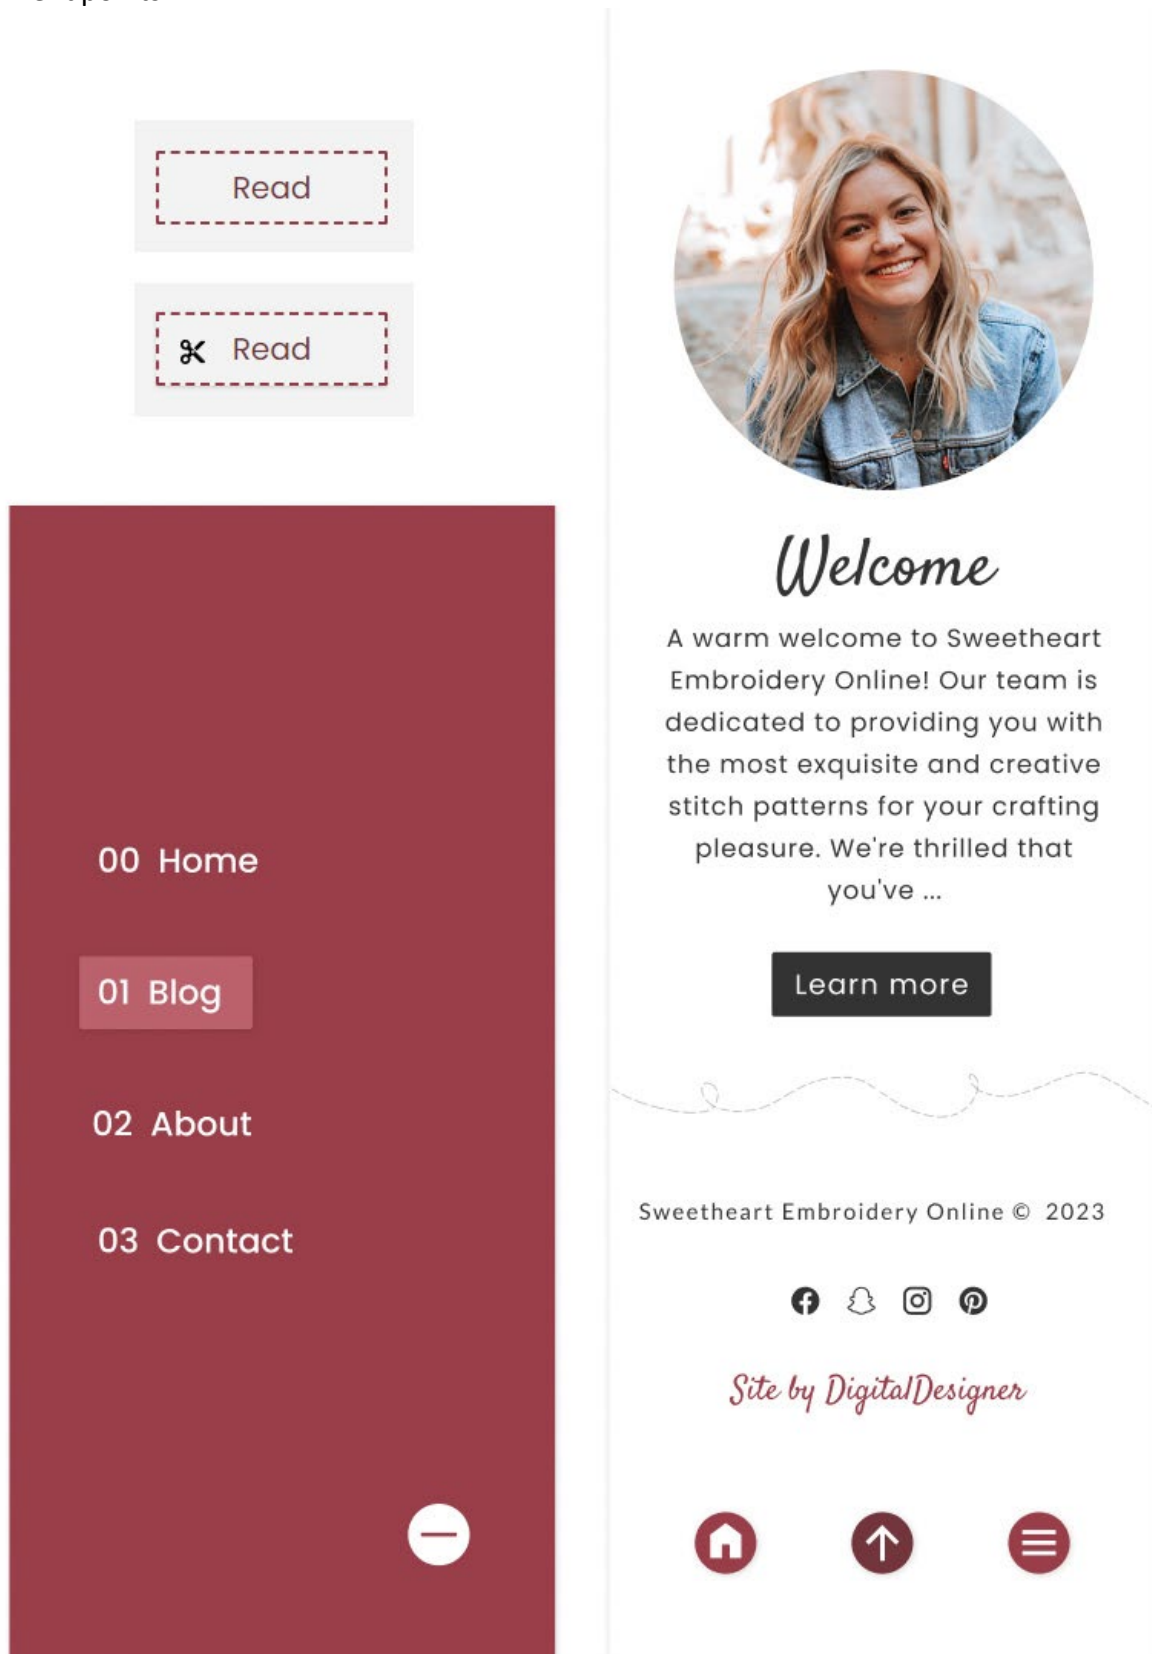 Read
Read
00 Home
01 Blog
02 About
03 Contact
Welcome
A warm welcome to Sweetheart
Embroidery Online! Our team is
dedicated to providing you with
the most exquisite and creative
stitch patterns for your crafting
pleasure. We're thrilled that
you've ...
Learn more
Sweetheart Embroidery Online © 2023
Site by DigitalDesigner